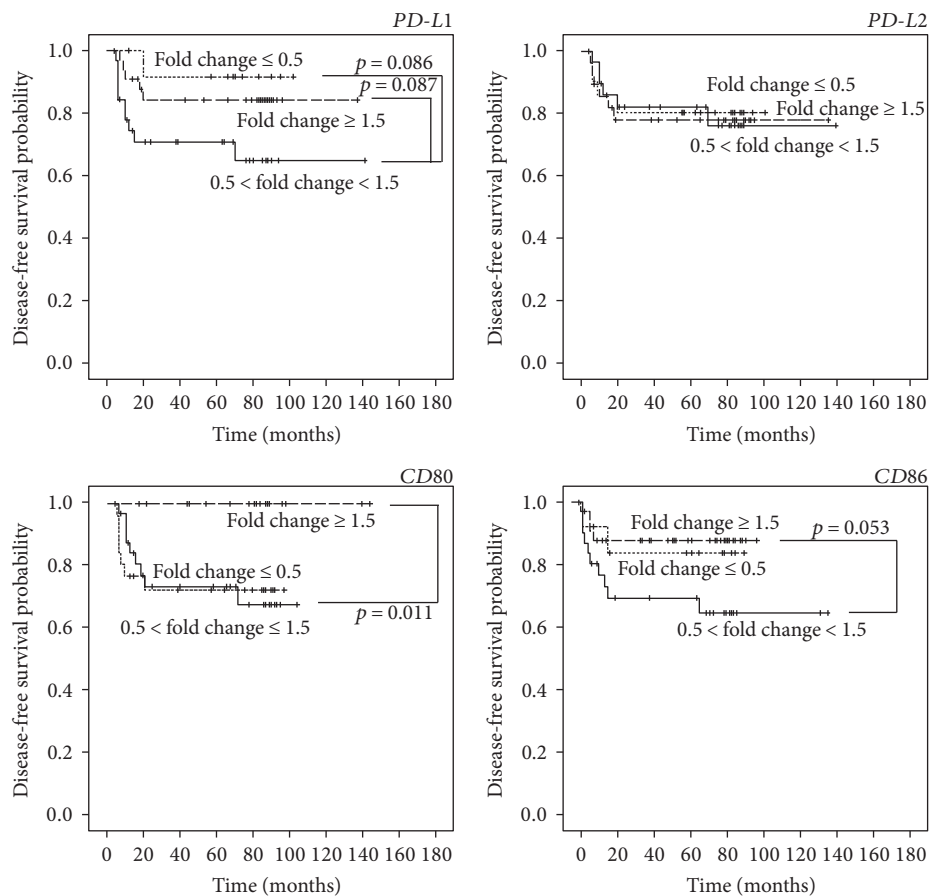 PD-L1
Disease-free survival probability
1.0
0.8
0.6
0.4
0.2
0.0
Fold change ≤ 0.5
p = 0.086
p = 0.087
Fold change ≥ 1.5
0.5 < fold change < 1.5
0 20 40 60 80 100 120 140 160 180
Time (months)
PD-L2
Disease-free survival probability
1.0
0.8
0.6
0.4
0.2
0.0
Fold change ≤ 0.5
Fold change ≥ 1.5
0.5 < fold change < 1.5
0 20 40 60 80 100 120 140 160 180
Time (months)
CD80
Disease-free survival probability
1.0
0.8
0.6
0.4
0.2
0.0
Fold change ≥ 1.5
Fold change ≤ 0.5
p = 0.011
0.5 < fold change ≤ 1.5
0 20 40 60 80 100 120 140 160 180
Time (months)
CD86
Disease-free survival probability
1.0
0.8
0.6
0.4
0.2
0.0
Fold change ≥ 1.5
p = 0.053
Fold change ≤ 0.5
0.5 < fold change < 1.5
0 20 40 60 80 100 120 140 160 180
Time (months)